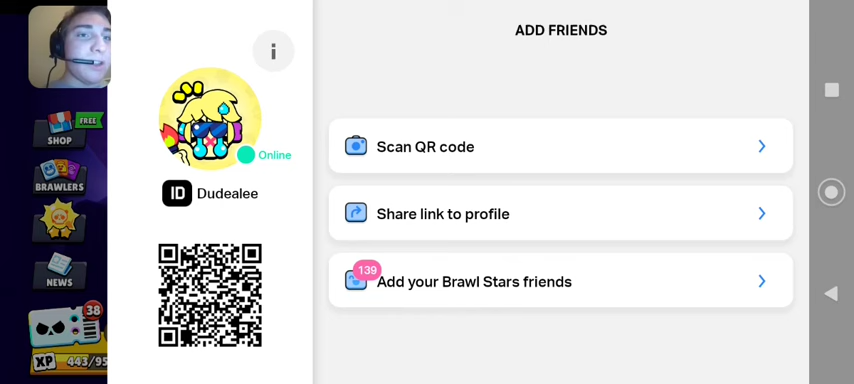 FREE
SHOP
BRAWLERS
NEWS
38
XP 443/95
i
Online
ID Dudealee
ADD FRIENDS
Scan QR code
Share link to profile
139
Add your Brawl Stars friends